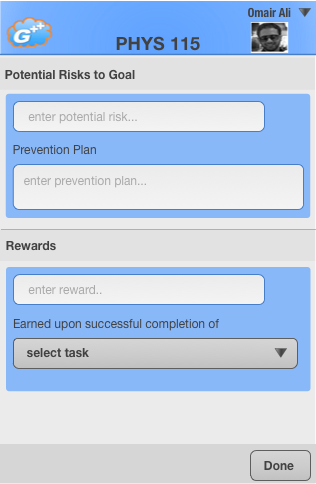 Omair Ali
G++
PHYS 115
Potential Risks to Goal
enter potential risk...
Prevention Plan
enter prevention plan...
Rewards
enter reward..
Earned upon successful completion of
select task
Done